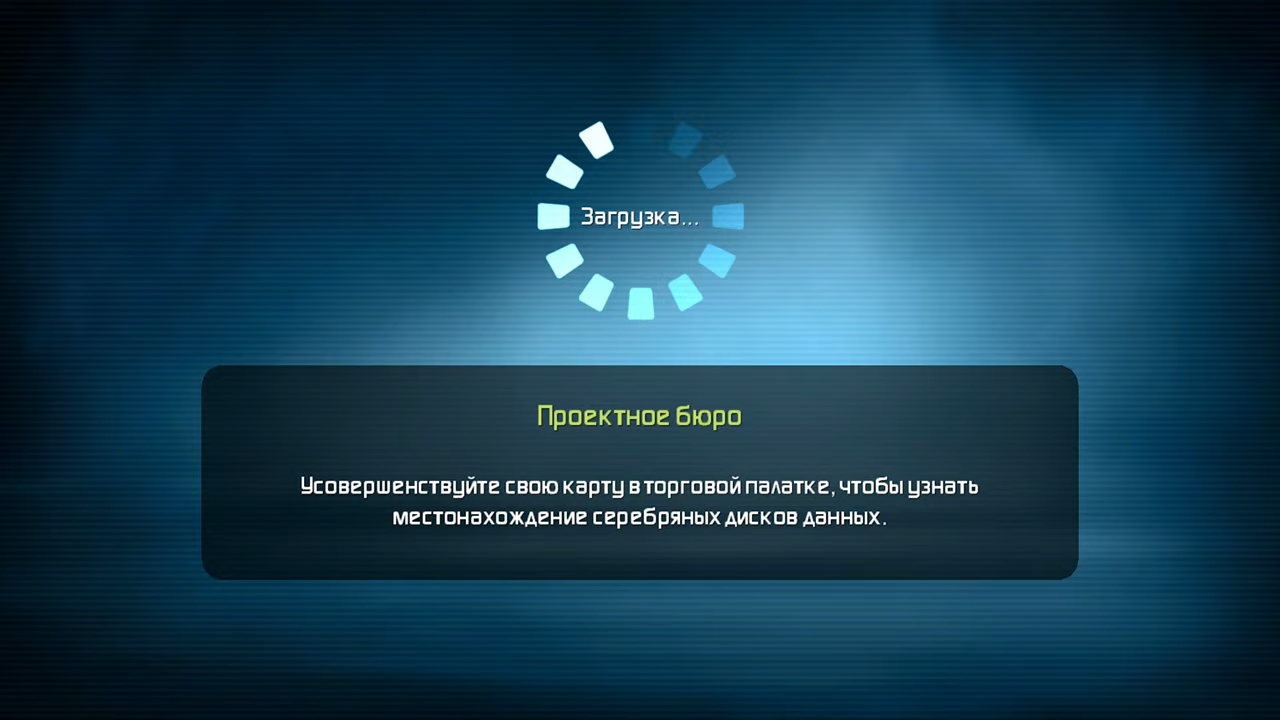 Загрузка...
Проектное бюро
Усовершенствуйте свою карту в торговой палатке, чтобы узнать
местонахождение серебряных дисков данных.